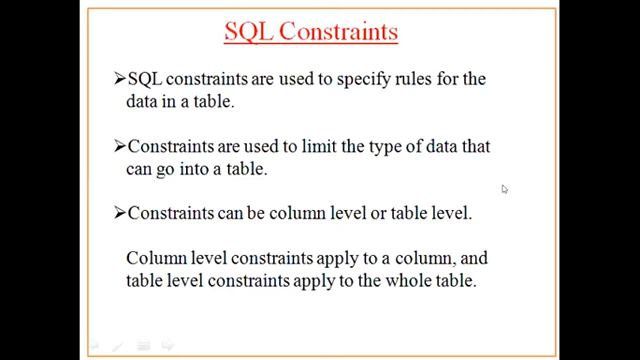 SQL Constraints
➢SQL constraints are used to specify rules for the
data in a table.
➢Constraints are used to limit the type of data that
can go into a table.
➢Constraints can be column level or table level.
Column level constraints apply to a column, and
table level constraints apply to the whole table.